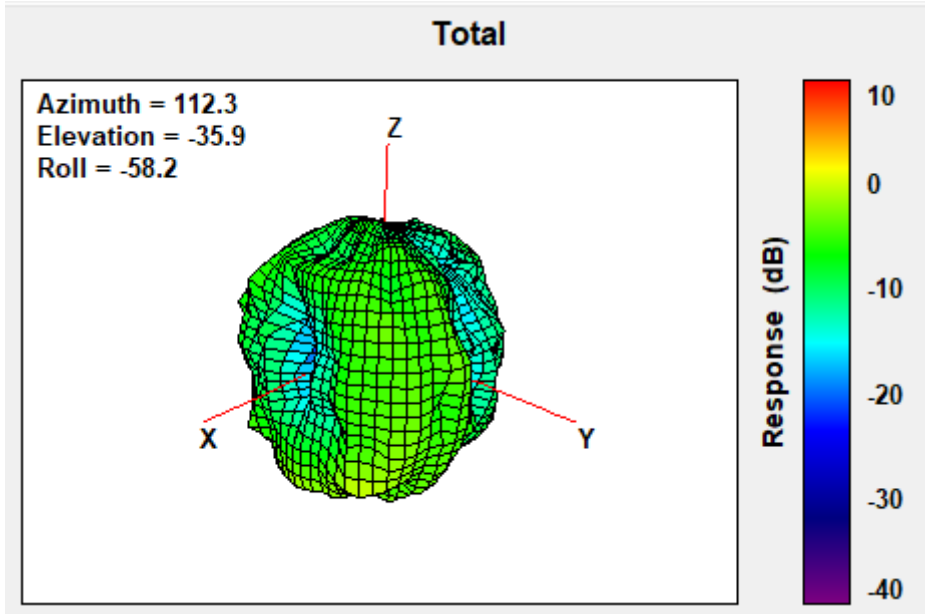 Total
Azimuth = 112.3
Elevation = -35.9
Roll = -58.2
Z
X
Y
10
0
-10
-20
-30
-40
Response (dB)